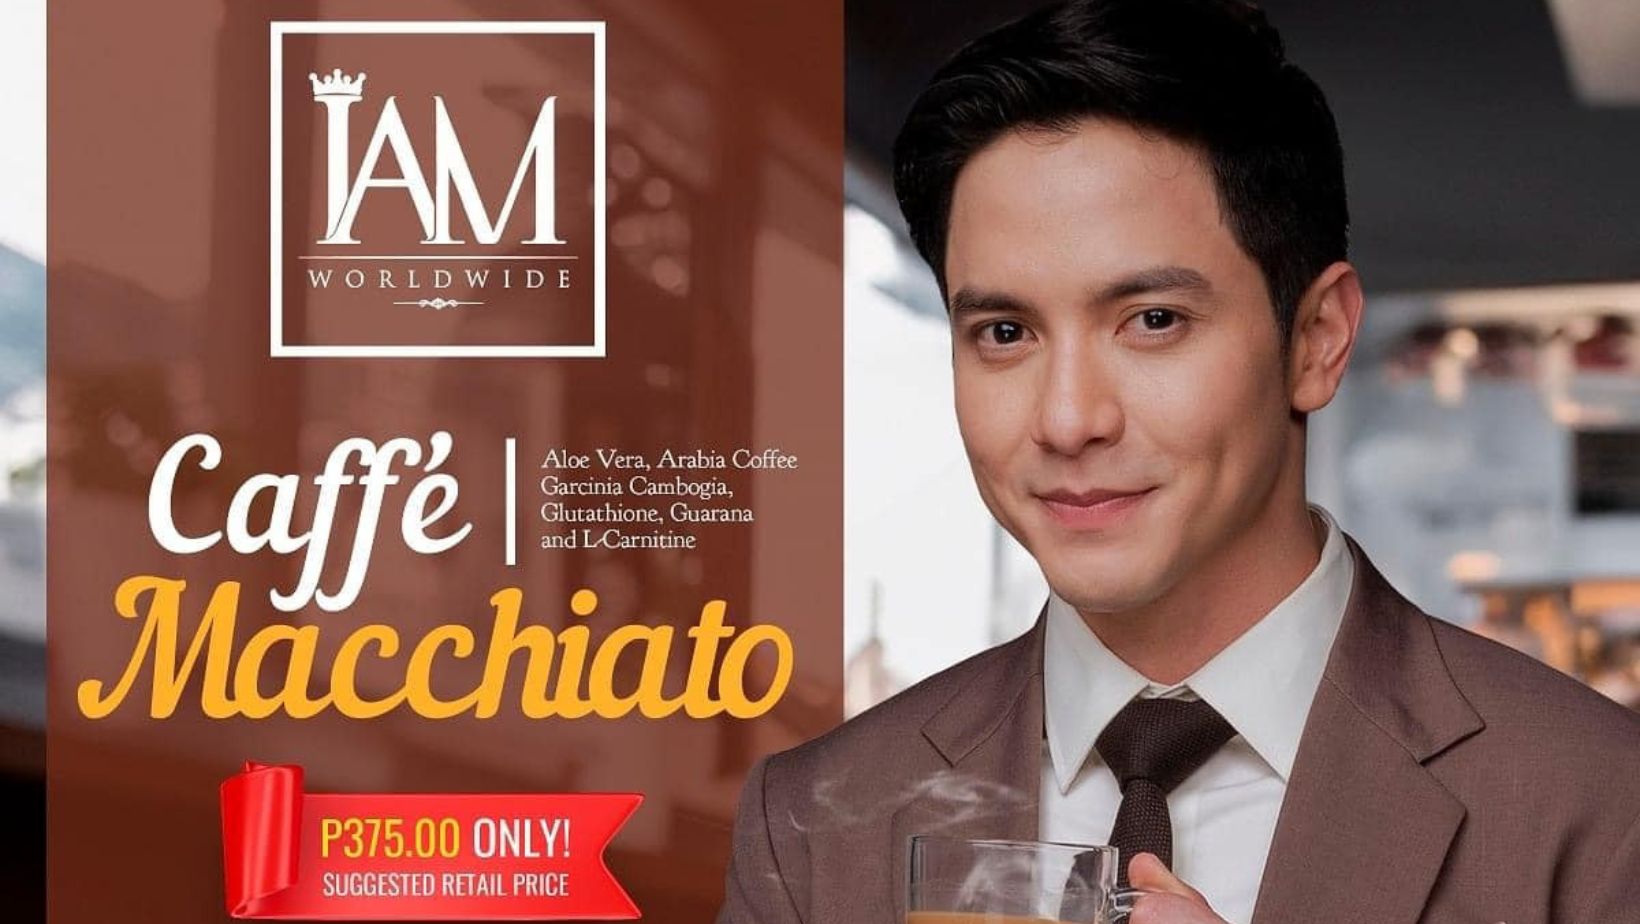 IAM
WORLDWIDE
Caffé
Macchiato
Aloe Vera, Arabia Coffee
Garcinia Cambogia,
Glutathione, Guarana
and L-Carnitine
P375.00 ONLY!
SUGGESTED RETAIL PRICE